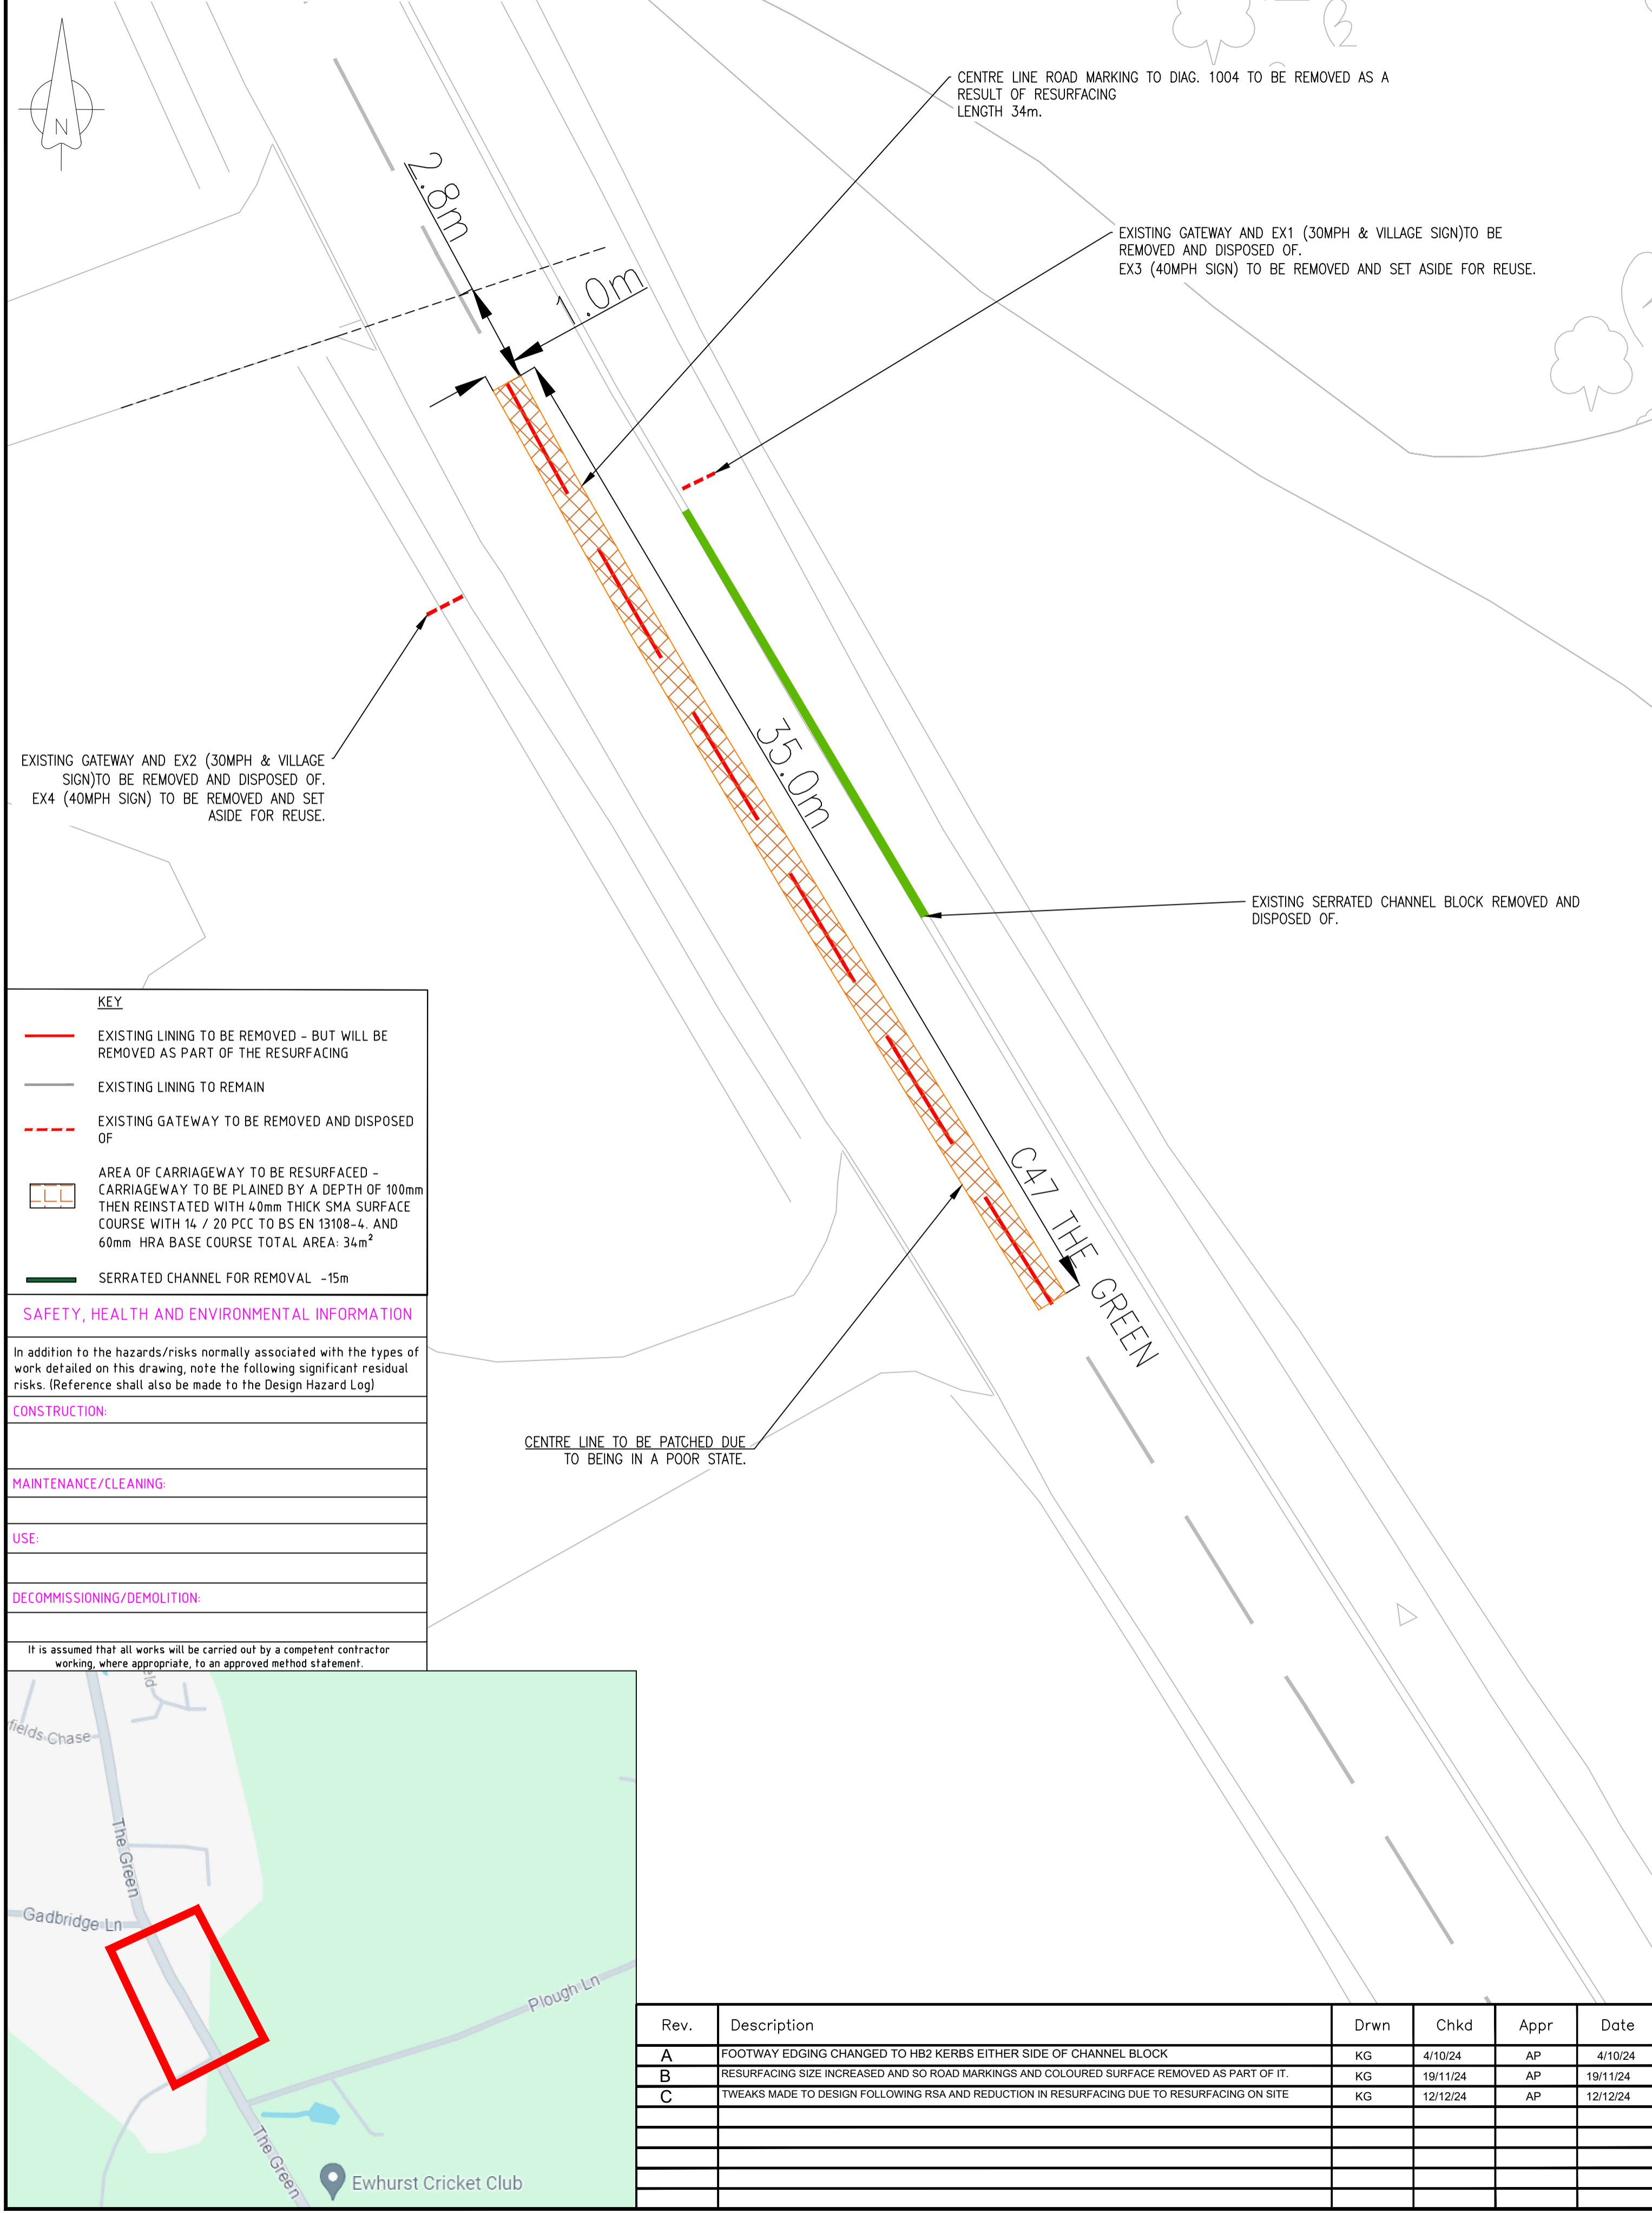 N
CENTRE LINE ROAD MARKING TO DIAG. 1004 TO BE REMOVED AS A
RESULT OF RESURFACING
LENGTH 34m.
2.8m
1.0m
EXISTING GATEWAY AND EX1 (30MPH & VILLAGE SIGN)TO BE
REMOVED AND DISPOSED OF.
EX3 (40MPH SIGN) TO BE REMOVED AND SET ASIDE FOR REUSE.
35.0m
EXISTING GATEWAY AND EX2 (30MPH & VILLAGE
SIGN)TO BE REMOVED AND DISPOSED OF.
EX4 (40MPH SIGN) TO BE REMOVED AND SET
ASIDE FOR REUSE.
EXISTING SERRATED CHANNEL BLOCK REMOVED AND
DISPOSED OF.
C47 THE GREEN
CENTRE LINE TO BE PATCHED DUE
TO BEING IN A POOR STATE.
KEY
EXISTING LINING TO BE REMOVED - BUT WILL BE
REMOVED AS PART OF THE RESURFACING
EXISTING LINING TO REMAIN
EXISTING GATEWAY TO BE REMOVED AND DISPOSED
OF
AREA OF CARRIAGEWAY TO BE RESURFACED -
CARRIAGEWAY TO BE PLAINED BY A DEPTH OF 100mm
THEN REINSTATED WITH 40mm THICK SMA SURFACE
COURSE WITH 14 / 20 PCC TO BS EN 13108-4. AND
60mm HRA BASE COURSE TOTAL AREA: 34m²
SERRATED CHANNEL FOR REMOVAL -15m
SAFETY, HEALTH AND ENVIRONMENTAL INFORMATION
In addition to the hazards/risks normally associated with the types of
work detailed on this drawing, note the following significant residual
risks. (Reference shall also be made to the Design Hazard Log)
CONSTRUCTION:
MAINTENANCE/CLEANING:
USE:
DECOMMISSIONING/DEMOLITION:
It is assumed that all works will be carried out by a competent contractor
working, where appropriate, to an approved method statement.
eld
fields Chase
The Green
Gadbridge Ln
Plough Ln
The Green
Ewhurst Cricket Club
Rev. Description Drwn Chkd Appr Date
A FOOTWAY EDGING CHANGED TO HB2 KERBS EITHER SIDE OF CHANNEL BLOCK KG 4/10/24 AP 4/10/24
B RESURFACING SIZE INCREASED AND SO ROAD MARKINGS AND COLOURED SURFACE REMOVED AS PART OF IT. KG 19/11/24 AP 19/11/24
C TWEAKS MADE TO DESIGN FOLLOWING RSA AND REDUCTION IN RESURFACING DUE TO RESURFACING ON SITE KG 12/12/24 AP 12/12/24